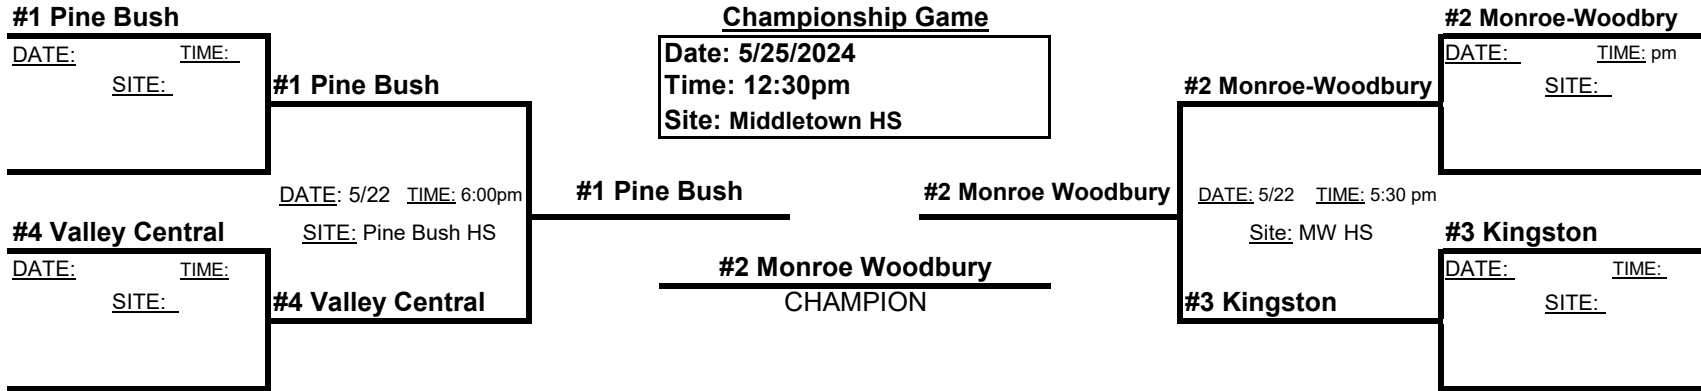 #1 Pine Bush
DATE: TIME:
SITE:
#1 Pine Bush
DATE: 5/22 TIME: 6:00pm
SITE: Pine Bush HS
#4 Valley Central
DATE: TIME:
SITE:
#4 Valley Central
#1 Pine Bush
Championship Game
Date: 5/25/2024
Time: 12:30pm
Site: Middletown HS
#2 Monroe Woodbury
#2 Monroe Woodbury
CHAMPION
#2 Monroe-Woodbry
DATE: TIME: pm
SITE:
#2 Monroe-Woodbury
DATE: 5/22 TIME: 5:30 pm
Site: MW HS
#3 Kingston
DATE: TIME:
SITE:
#3 Kingston